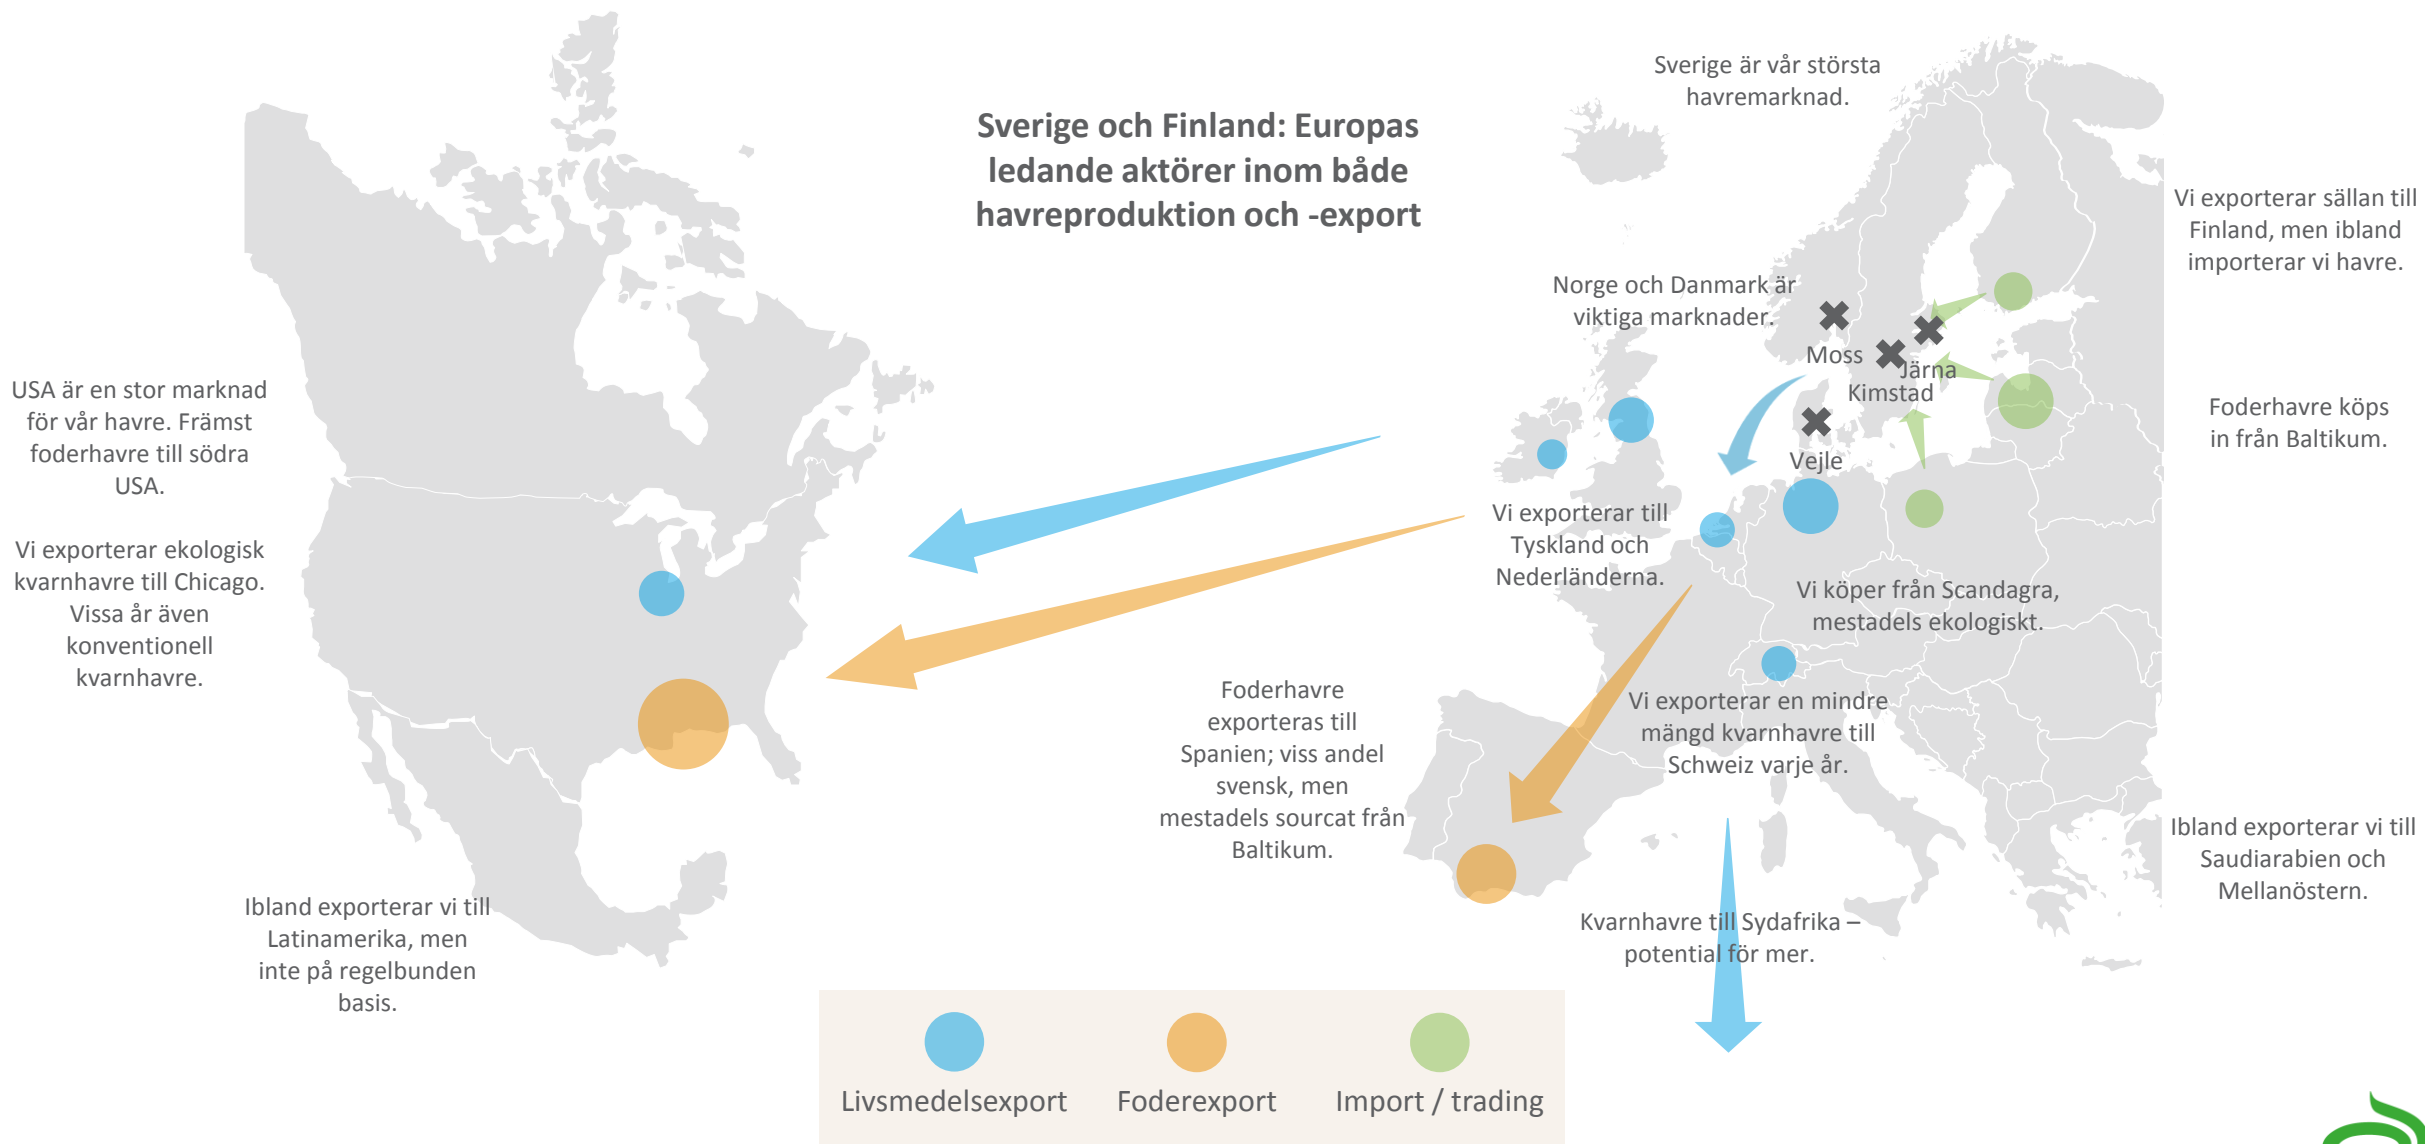 Sverige och Finland: Europas
ledande aktörer inom både
havreproduktion och -export
Sverige är vår största
havremarknad.
Vi exporterar sällan till
Finland, men ibland
importerar vi havre.
Norge och Danmark är
viktiga marknader.
Moss
Järna
Kimstad
Vejle
USA är en stor marknad
för vår havre. Främst
foderhavre till södra
USA.
Foderhavre köps
in från Baltikum.
Vi exporterar ekologisk
kvarnhavre till Chicago.
Vissa år även
konventionell
kvarnhavre.
Vi exporterar till
Tyskland och
Nederländerna.
Vi köper från Scandagra,
mestadels ekologiskt.
Foderhavre
exporteras till
Spanien; viss andel
svensk, men
mestadels sourcat från
Baltikum.
Vi exporterar en mindre
mängd kvarnhavre till
Schweiz varje år.
Ibland exporterar vi till
Saudiarabien och
Mellanöstern.
Ibland exporterar vi till
Latinamerika, men
inte på regelbunden
basis.
Kvarnhavre till Sydafrika –
potential för mer.
Livsmedelsexport
Foderexport
Import / trading